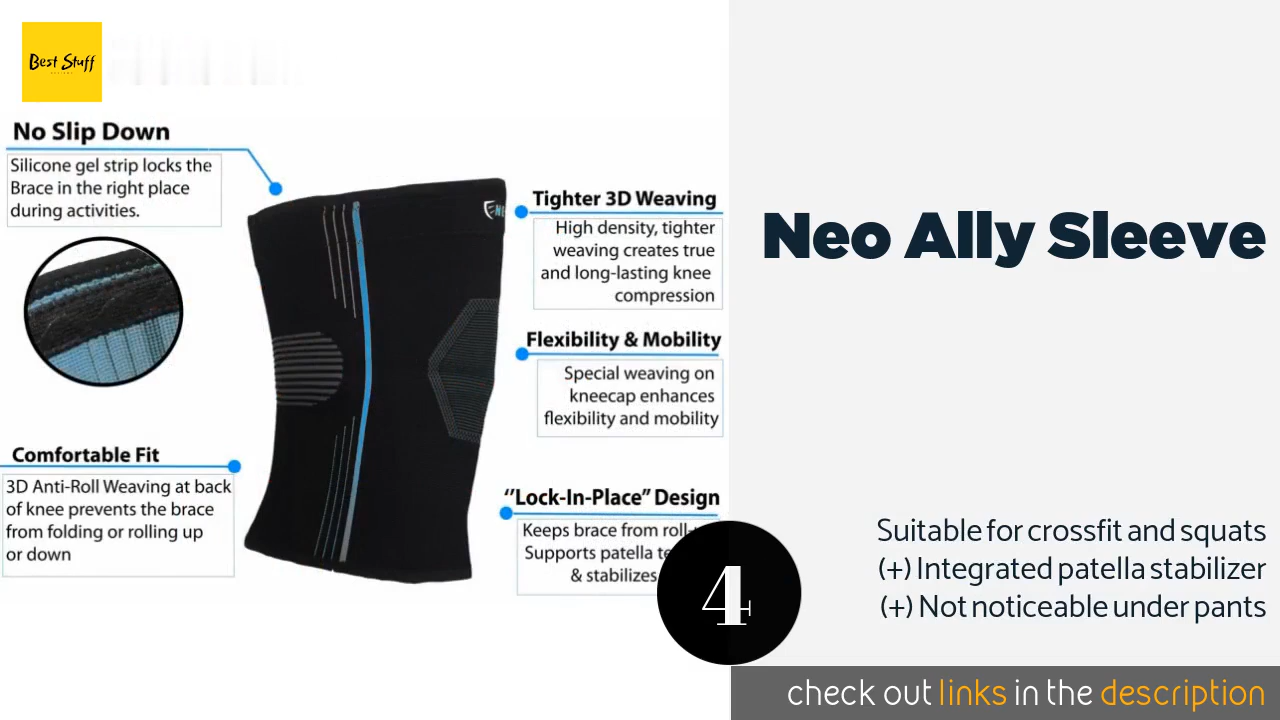 Best Stuff
No Slip Down
Silicone gel strip locks the
Brace in the right place
during activities.
Tighter 3D Weaving
High density, tighter
weaving creates true
and long-lasting knee
compression
Flexibility & Mobility
Special weaving on
kneecap enhances
flexibility and mobility
Comfortable Fit
3D Anti-Roll Weaving at back
of knee prevents the brace
from folding or rolling up
or down
‘’Lock-In-Place” Design
Keeps brace from
Supports patella
& stabilizes
4
Neo Ally Sleeve
Suitable for crossfit and squats
(+) Integrated patella stabilizer
(+) Not noticeable under pants
check out links in the description